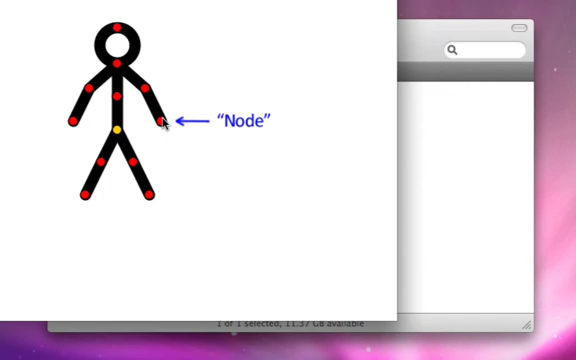 “Node”
1 of 1 selected, 11.37 GB available